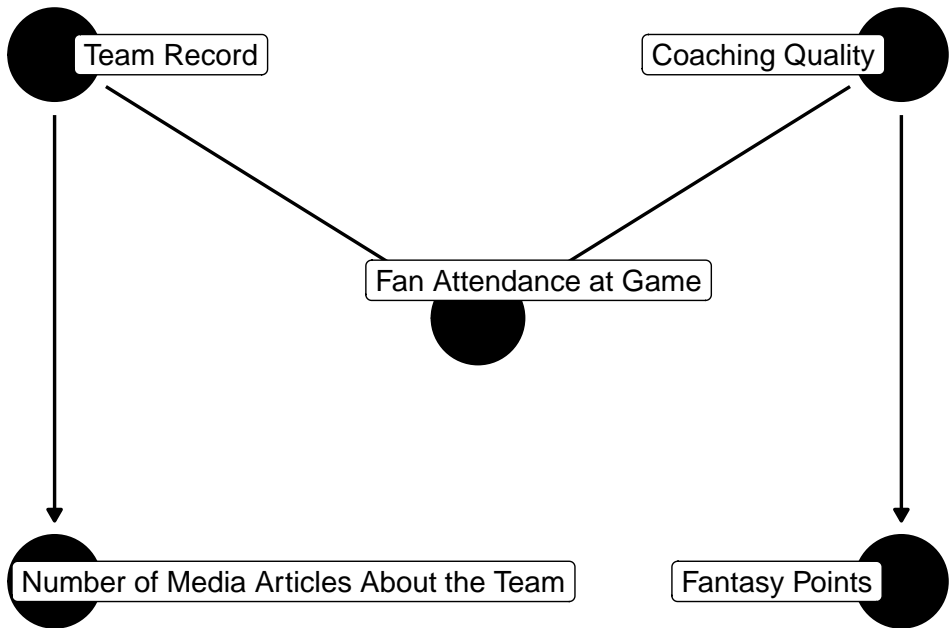 Team Record
Coaching Quality
Fan Attendance at Game
Number of Media Articles About the Team
Fantasy Points